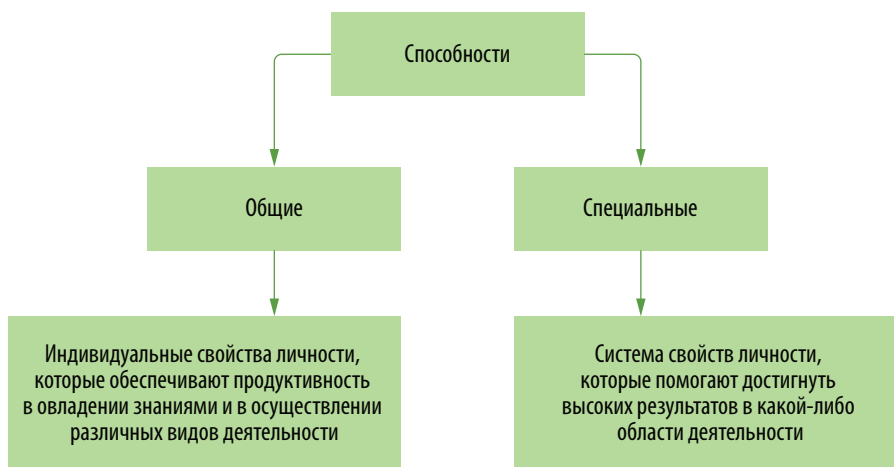 Способности
Общие
Специальные
Индивидуальные свойства личности,
которые обеспечивают продуктивность
в овладении знаниями и в осуществлении
различных видов деятельности
Система свойств личности,
которые помогают достигнуть
высоких результатов в какой-либо
области деятельности